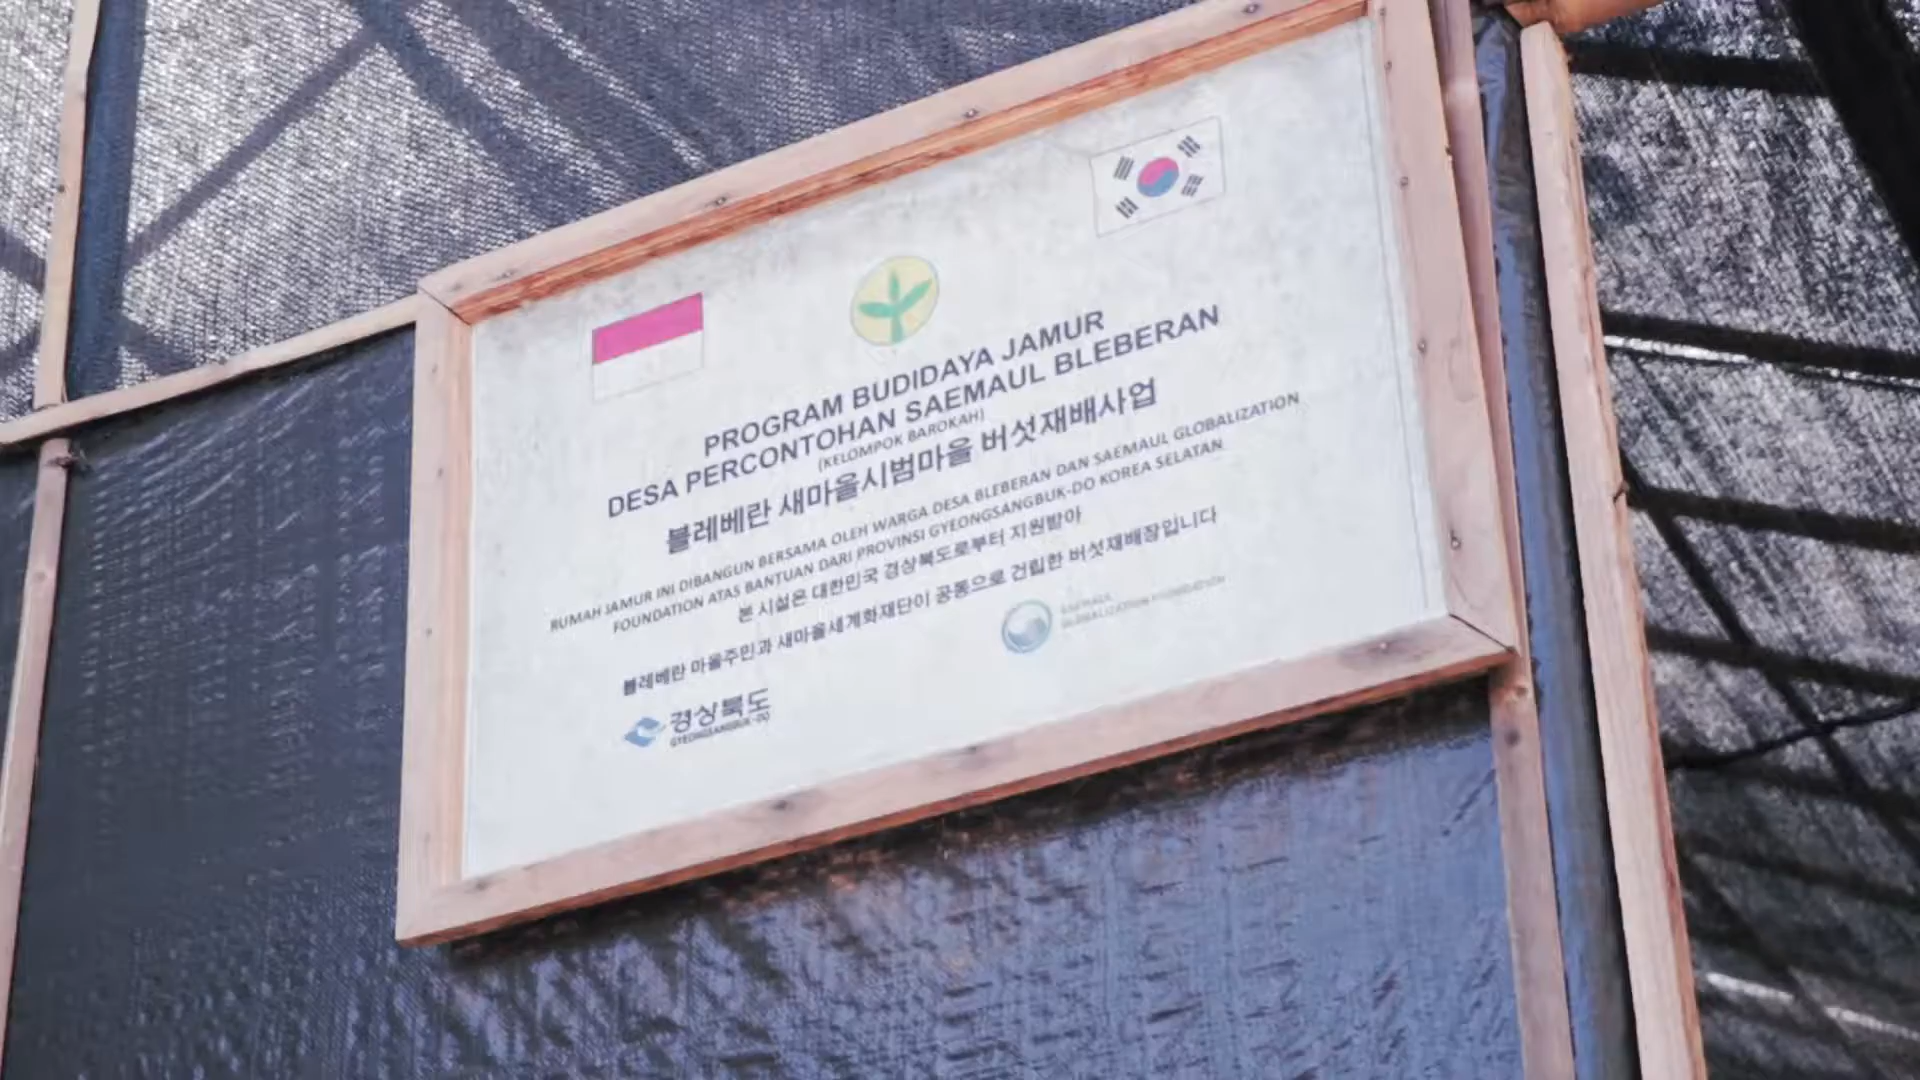 PROGRAM BUDIDAYA JAMUR
DESA PERCONTOHAN SAEMAUL BLEBERAN
(KELOMPOK BAROKAH)
블레베란 새마을시범마을 버섯재배사업
RUMAH JAMUR INI DIBANGUN BERSAMA OLEH WARGA DESA BLEBERAN DAN SAEMAUL GLOBALIZATION
FOUNDATION ATAS BANTUAN DARI PROVINSI GYEONGSANGBUK-DO KOREA SELATAN
본 시설은 대한민국 경상북도로부터 지원받아
블레베란 마을주민과 새마을세계화재단이 공동으로 건립한 버섯재배장입니다
경상북도
GYEONGSANGBUK-DO
SAEMAUL
GLOBALIZATION FOUNDATION